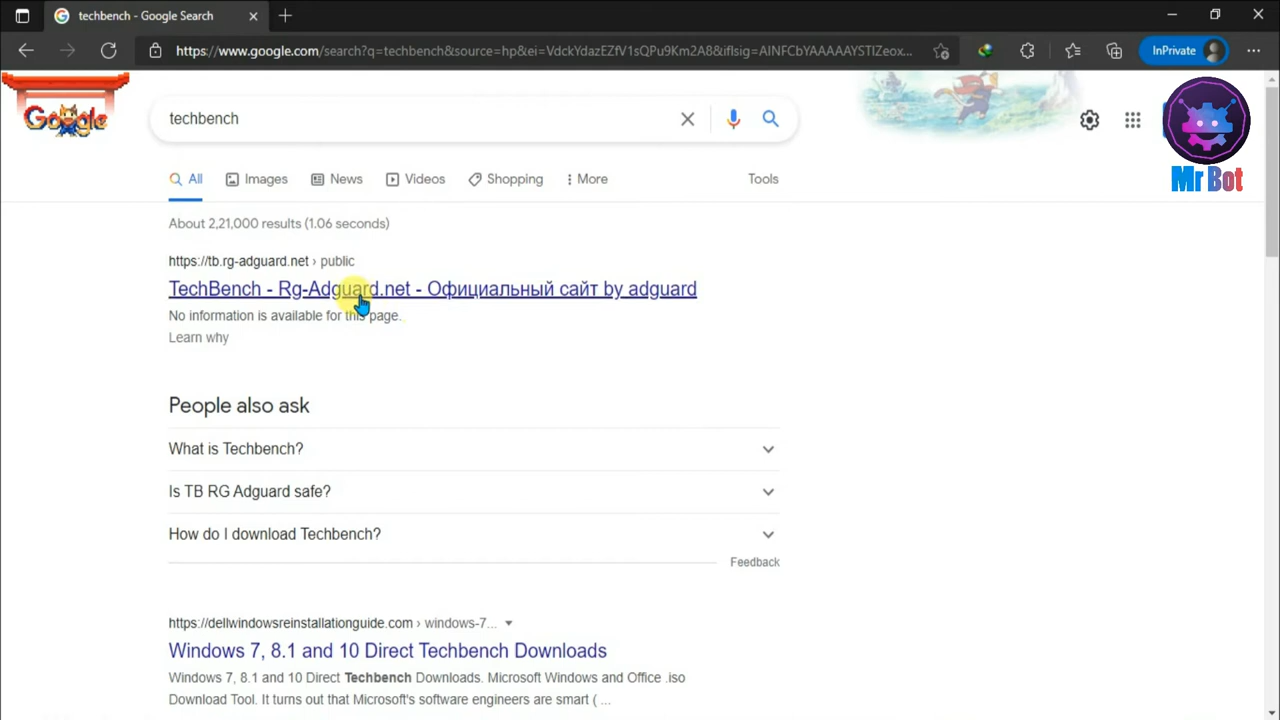 techbench - Google Search
https://www.google.com/search?q=techbench&source=hp&ei=VdckYdazEZfV1sQPu9Km2A8&iflsig=AINFCbYAAAAAYSTIZeox...
InPrivate
Google
techbench
Mr Bot
All
Images
News
Videos
Shopping
More
Tools
About 2,21,000 results (1.06 seconds)
https://tb.rg-adguard.net › public
TechBench - Rg-Adguard.net - Официальный сайт by adguard
No information is available for this page.
Learn why
People also ask
What is Techbench?
Is TB RG Adguard safe?
How do I download Techbench?
Feedback
https://dellwindowsreinstallationguide.com › windows-7...
Windows 7, 8.1 and 10 Direct Techbench Downloads
Windows 7, 8.1 and 10 Direct Techbench Downloads. Microsoft Windows and Office .iso
Download Tool. It turns out that Microsoft's software engineers are smart ( ...